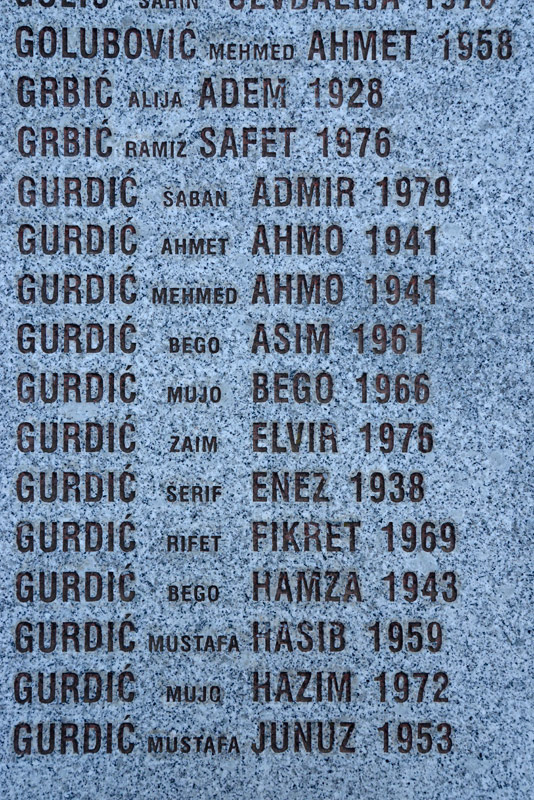 GOLUBOVIĆ MEHMED AHMET 1958
GRBIĆ ALIJA ADEM 1928
GRBIĆ RAMIZ SAFET 1976
GURDIĆ SABAN ADMIR 1979
GURDIĆ AHMET AHMO 1941
GURDIĆ MEHMED AHMO 1941
GURDIĆ BEGO ASIM 1961
GURDIĆ MUJO BEGO 1966
GURDIĆ ZAIM ELVIR 1976
GURDIĆ SERIF ENEZ 1938
GURDIĆ RIFET FIKRET 1969
GURDIĆ BEGO HAMZA 1943
GURDIĆ MUSTAFA HASIB 1959
GURDIĆ MUJO HAZIM 1972
GURDIĆ MUSTAFA JUNUZ 1953